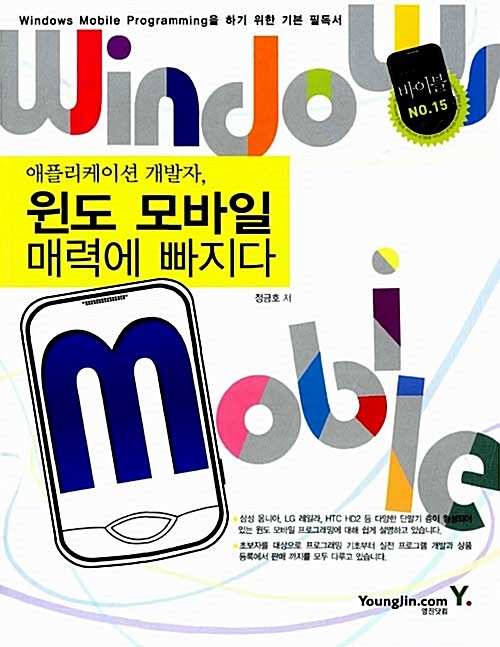 Windows Mobile Programming을 하기 위한 기본 필독서
windows
바이블
NO.15
애플리케이션 개발자,
윈도 모바일
매력에 빠지다
정금호 저
mobile
삼성 옴니아, LG 레일라, HTC HD2 등 다양한 단말기 층이 형성되어
있는 윈도 모바일 프로그래밍에 대해 쉽게 설명하고 있습니다.
초보자를 대상으로 프로그래밍 기초부터 실전 프로그램 개발과 상품
등록에서 판매 까지를 모두 다루고 있습니다.
YoungJin.com Y.
영진닷컴